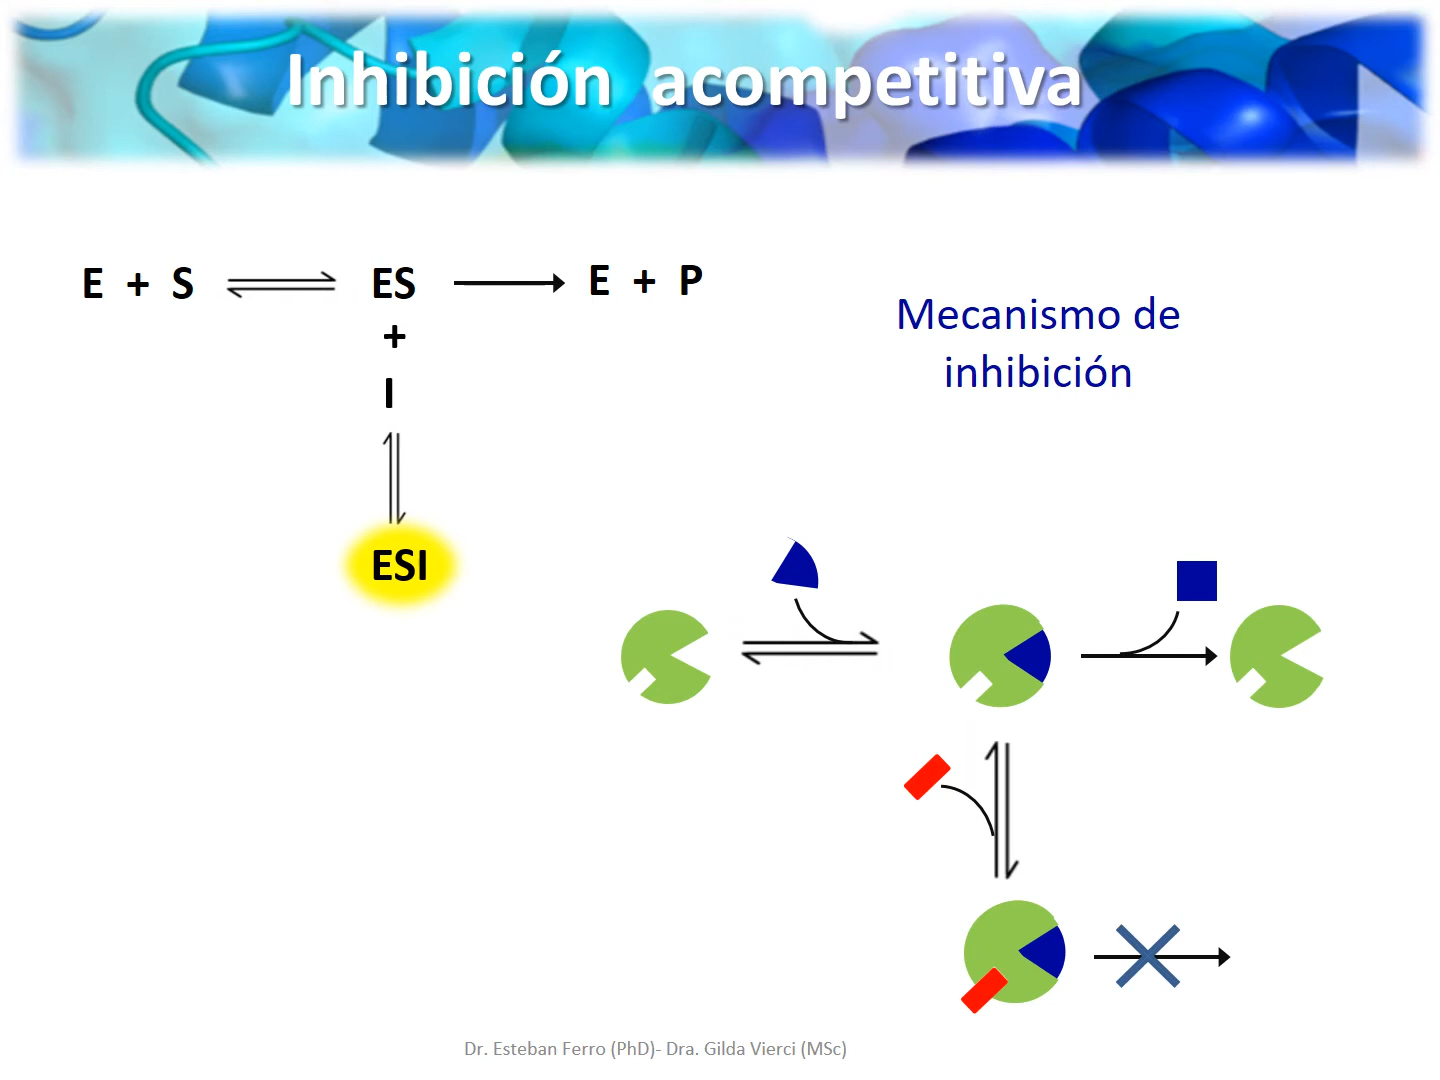 Inhibición acompetitiva
E + S ES E + P
+
I
ESI
Mecanismo de
inhibición
Dr. Esteban Ferro (PhD)- Dra. Gilda Vierci (MSc)